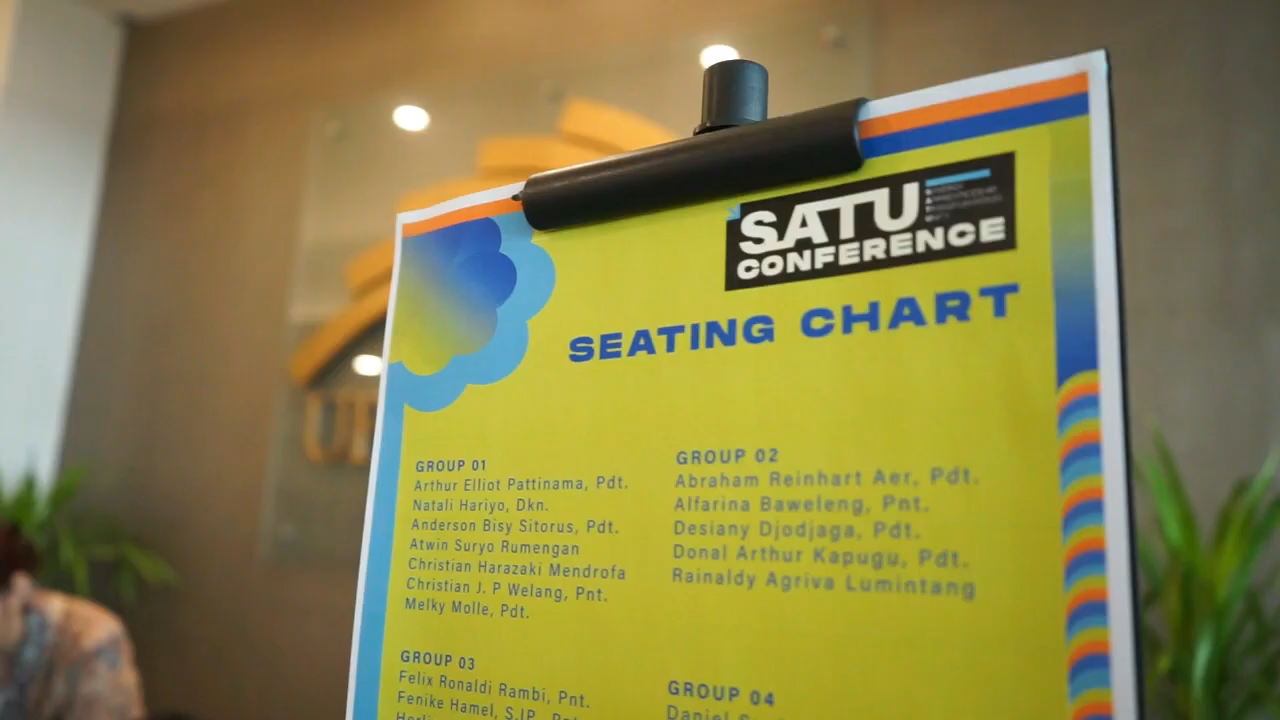 SATU
CONFERENCE
SEATING CHART
GROUP 01
Arthur Elliot Pattinama, Pdt.
Natali Hariyo, Dkn.
Anderson Bisy Sitorus, Pdt.
Atwin Suryo Rumengan
Christian Harazaki Mendrofa
Christian J. P Welang, Pnt.
Melky Molle, Pdt.
GROUP 02
Abraham Reinhart Aer, Pdt.
Alfarina Baweleng, Pnt.
Desiany Djodjaga, Pdt.
Donal Arthur Kapugu, Pdt.
Rainaldy Agriva Lumintang
GROUP 03
Felix Ronaldi Rambi, Pnt.
Fenike Hamel, S.IP.
GROUP 04
Daniel